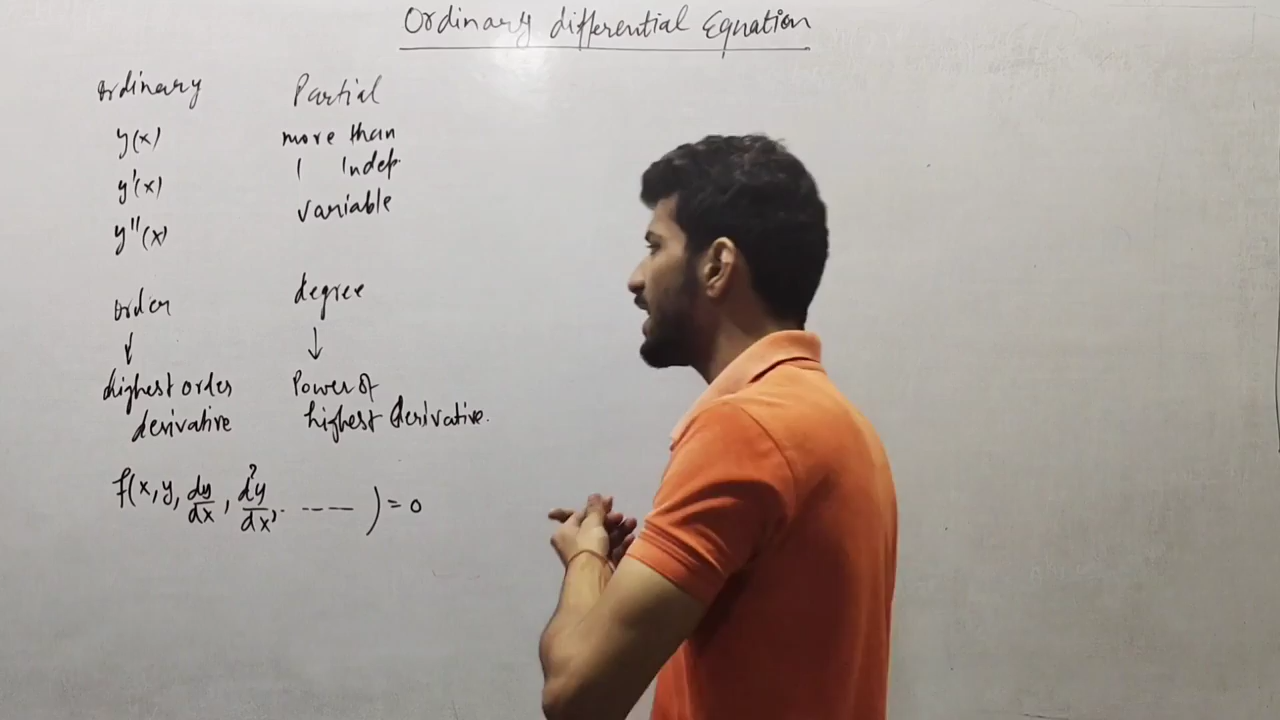 Ordinary differential Equation
ordinary
y(x)
y'(x)
y''(x)
Partial
more than
1 Indep.
variable
order
↓
highest order
derivative
degree
↓
Power of
highest derivative.
f(x, y, dy/dx, d²y/dx², ----- ) = 0